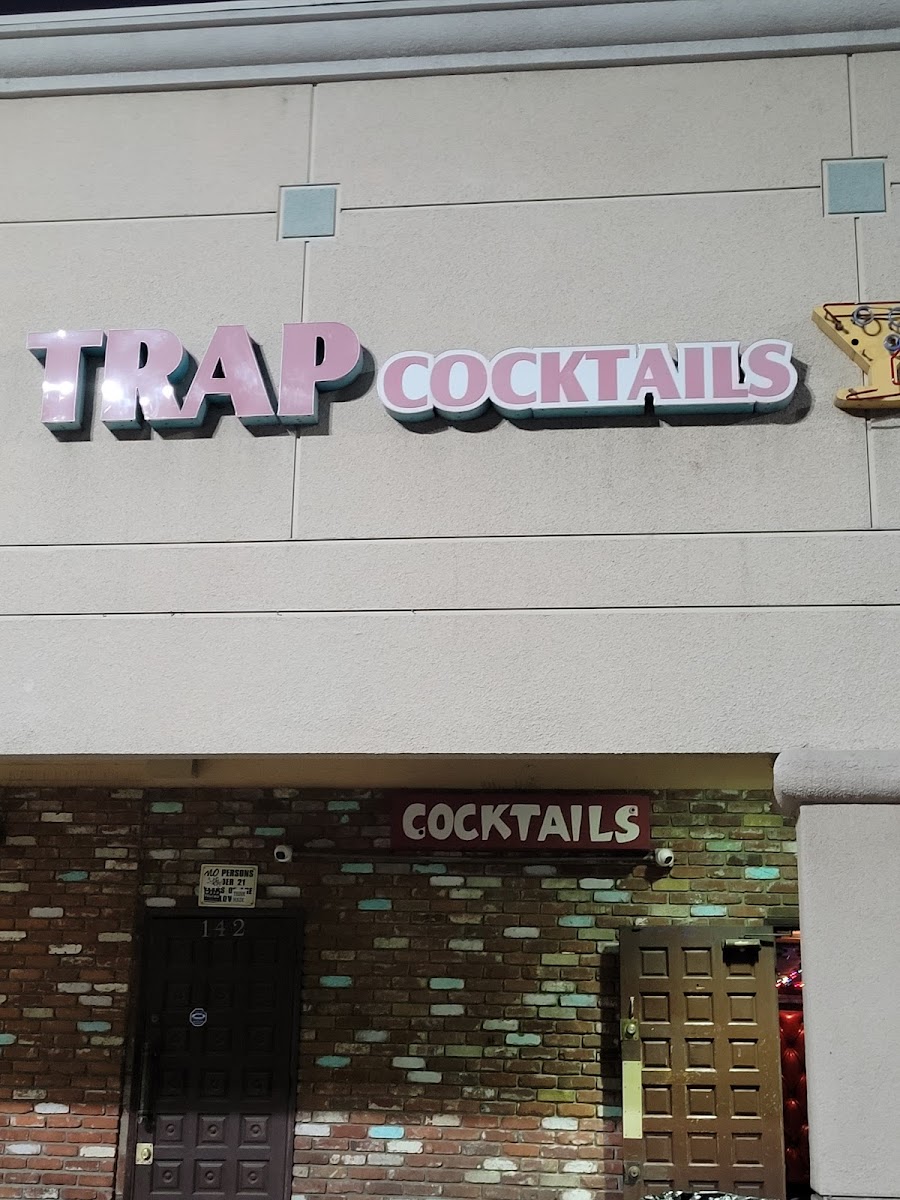 TRAP COCKTAILS
COCKTAILS
NO PERSONS
21
142